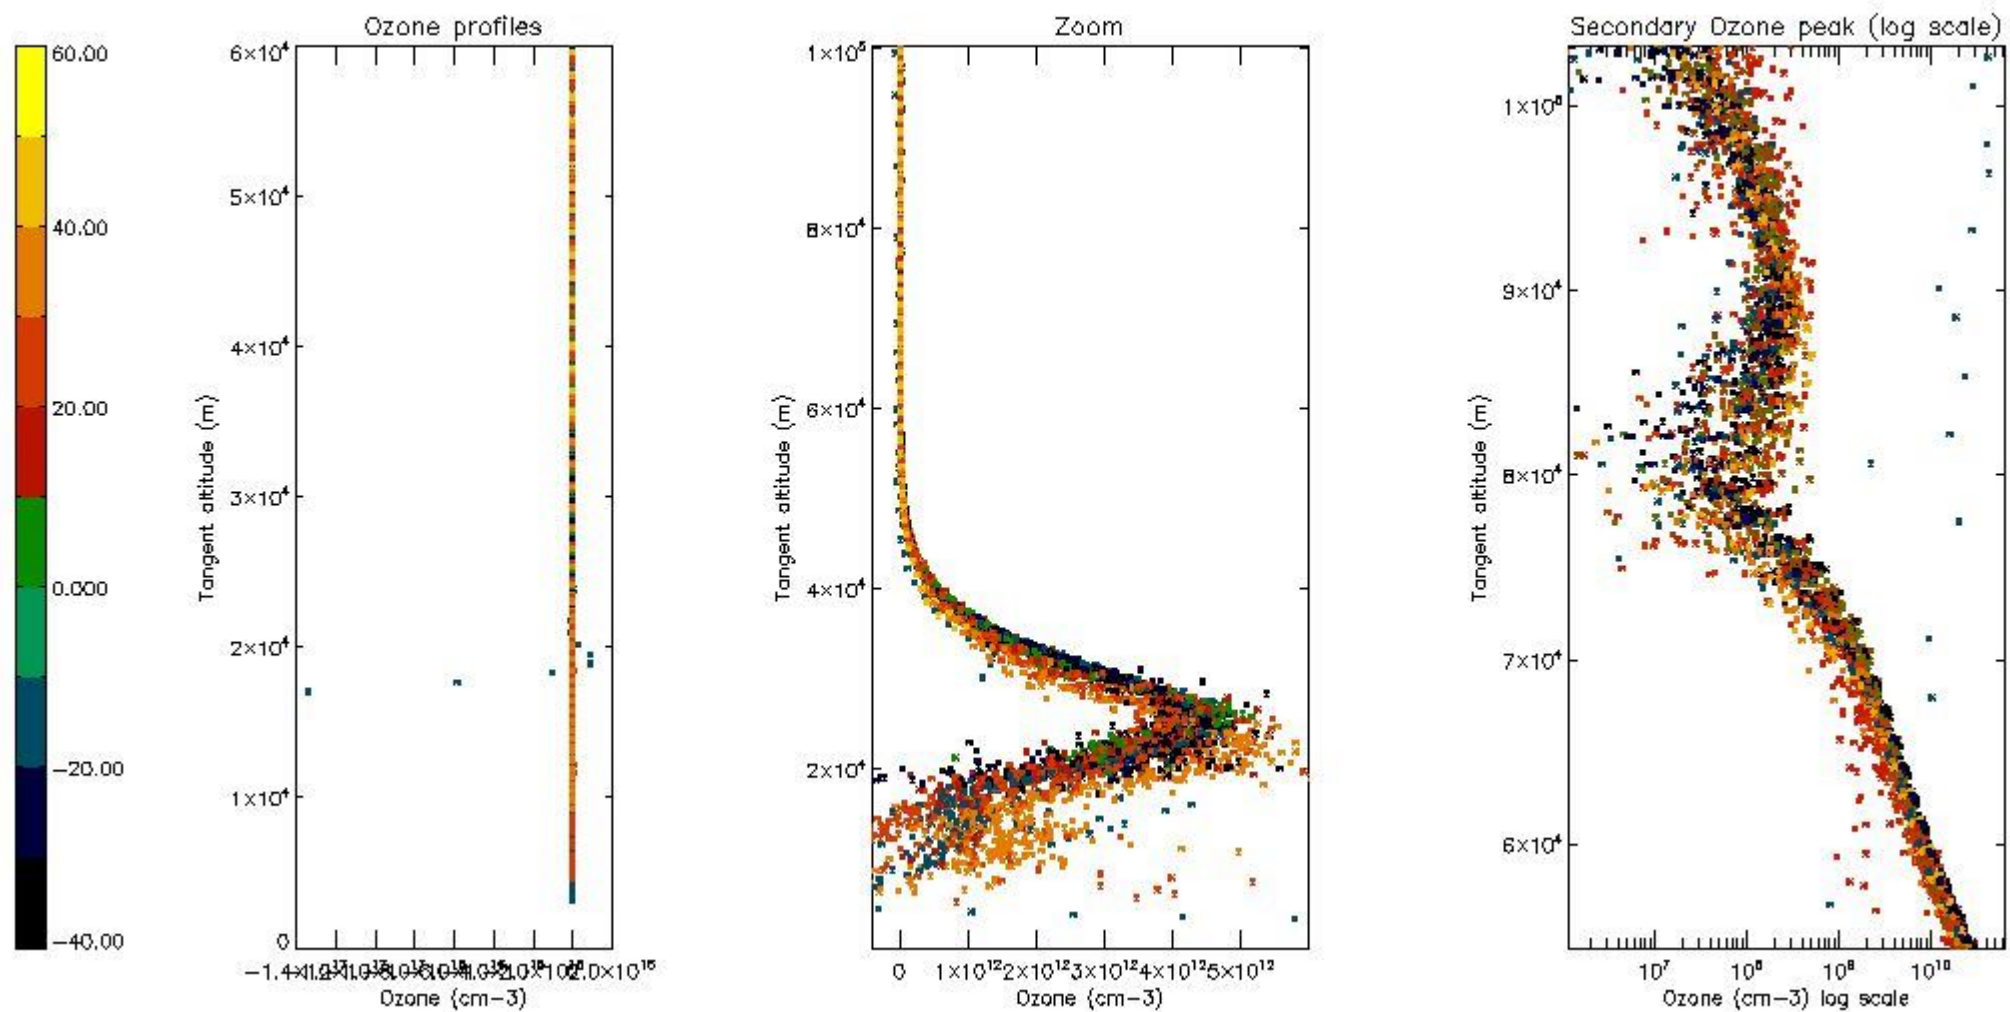 Ozone profiles
Zoom
Secondary Ozone peak (log scale)
60.00
40.00
20.00
0.000
−20.00
−40.00
6×10⁴
5×10⁴
4×10⁴
3×10⁴
2×10⁴
1×10⁴
0
Tangent altitude (m)
Ozone (cm−3)
1×10⁵
8×10⁴
6×10⁴
4×10⁴
2×10⁴
Tangent altitude (m)
0 1×10¹² 2×10¹² 3×10¹² 4×10¹² 5×10¹²
Ozone (cm−3)
9×10⁴
8×10⁴
7×10⁴
6×10⁴
Tangent altitude (m)
10⁷ 10⁸ 10⁹ 10¹⁰
Ozone (cm−3) log scale